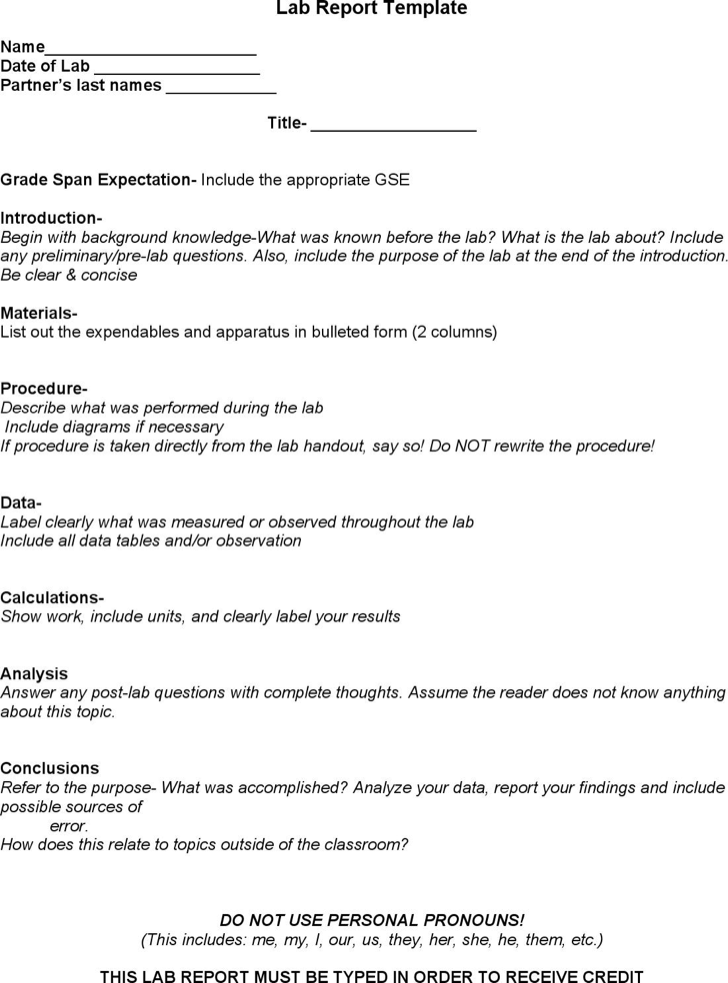 Lab Report Template
Name_______________________
Date of Lab __________________
Partner's last names ____________
Title- __________________
Grade Span Expectation- Include the appropriate GSE
Introduction-
Begin with background knowledge-What was known before the lab? What is the lab about? Include
any preliminary/pre-lab questions. Also, include the purpose of the lab at the end of the introduction.
Be clear & concise
Materials-
List out the expendables and apparatus in bulleted form (2 columns)
Procedure-
Describe what was performed during the lab
Include diagrams if necessary
If procedure is taken directly from the lab handout, say so! Do NOT rewrite the procedure!
Data-
Label clearly what was measured or observed throughout the lab
Include all data tables and/or observation
Calculations-
Show work, include units, and clearly label your results
Analysis
Answer any post-lab questions with complete thoughts. Assume the reader does not know anything
about this topic.
Conclusions
Refer to the purpose- What was accomplished? Analyze your data, report your findings and include
possible sources of
error.
How does this relate to topics outside of the classroom?
DO NOT USE PERSONAL PRONOUNS!
(This includes: me, my, I, our, us, they, her, she, he, them, etc.)
THIS LAB REPORT MUST BE TYPED IN ORDER TO RECEIVE CREDIT